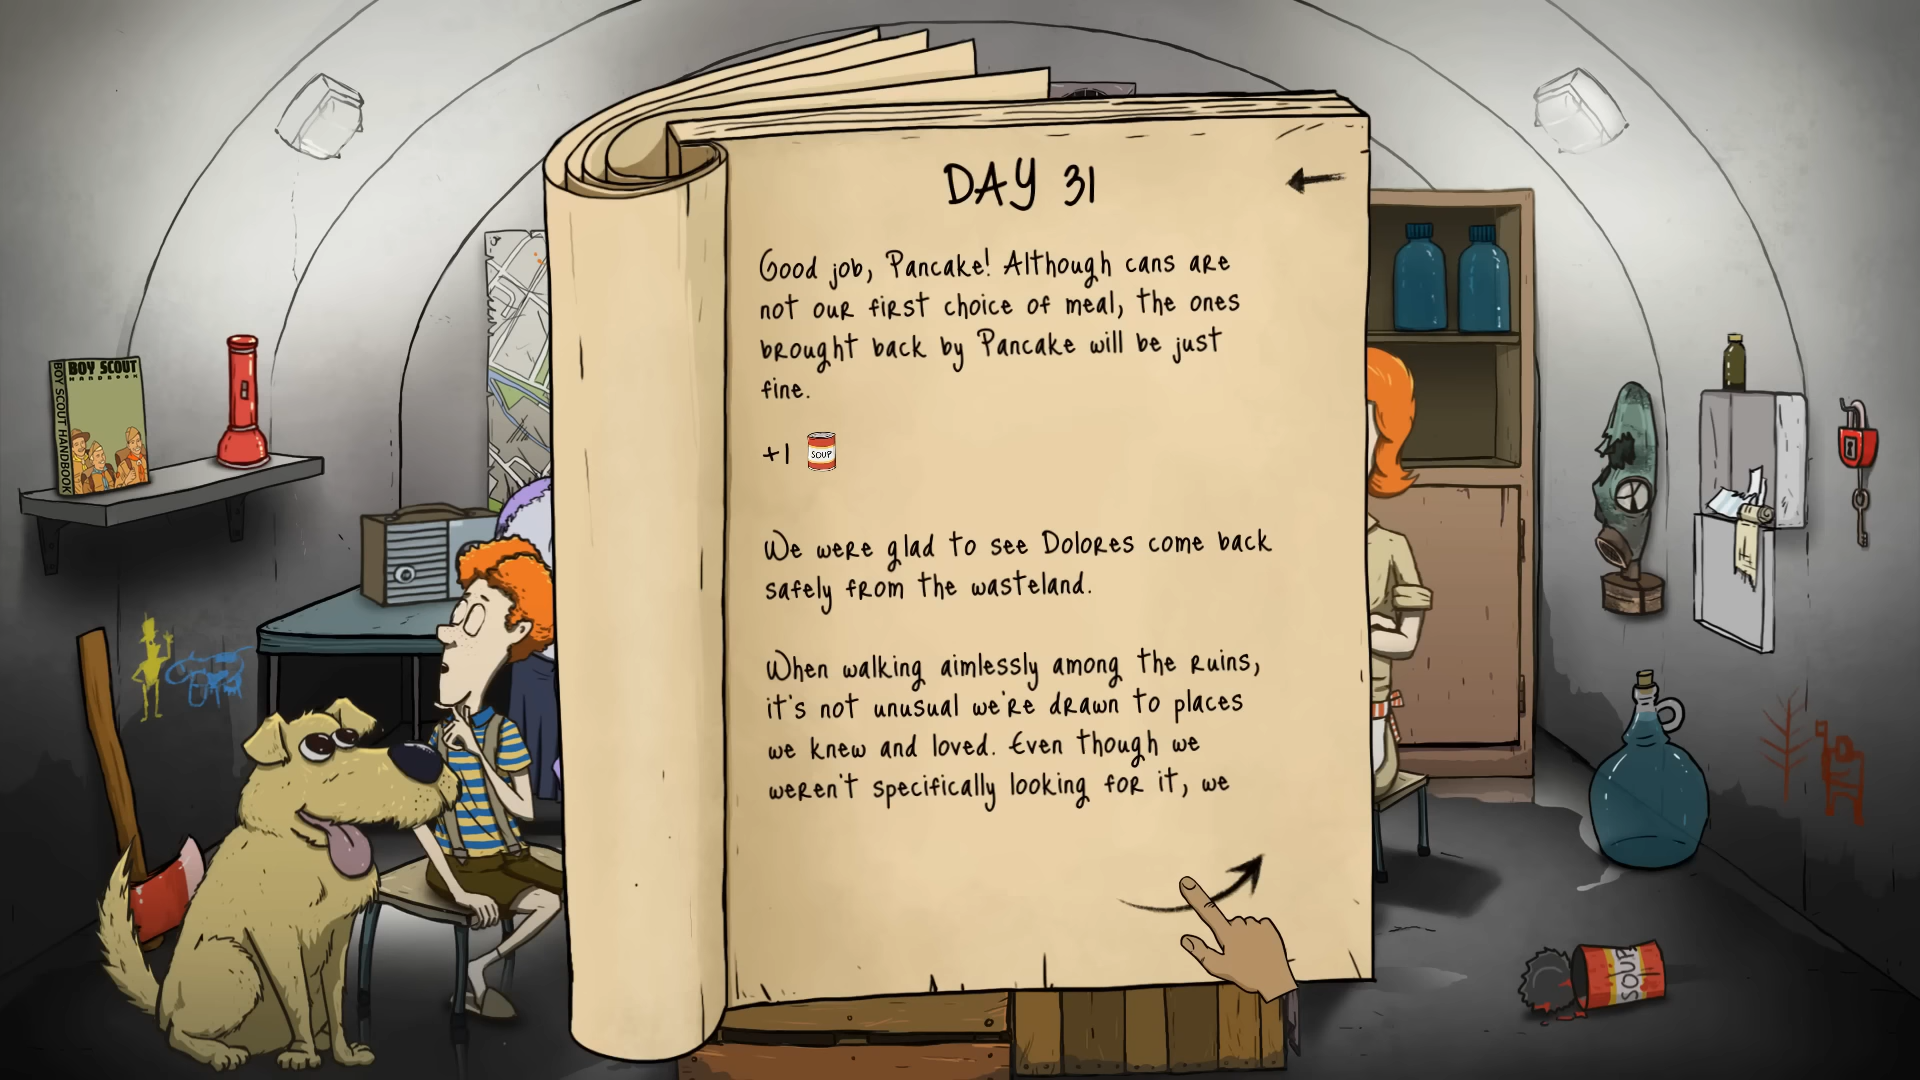 DAY 31
Good job, Pancake! Although cans are
not our first choice of meal, the ones
brought back by Pancake will be just
fine.
+1 SOUP
We were glad to see Dolores come back
safely from the wasteland.
When walking aimlessly among the ruins,
it's not unusual we're drawn to places
we knew and loved. Even though we
weren't specifically looking for it, we
BOY SCOUT
HANDBOOK
BOY SCOUT HANDBOOK
SOUP